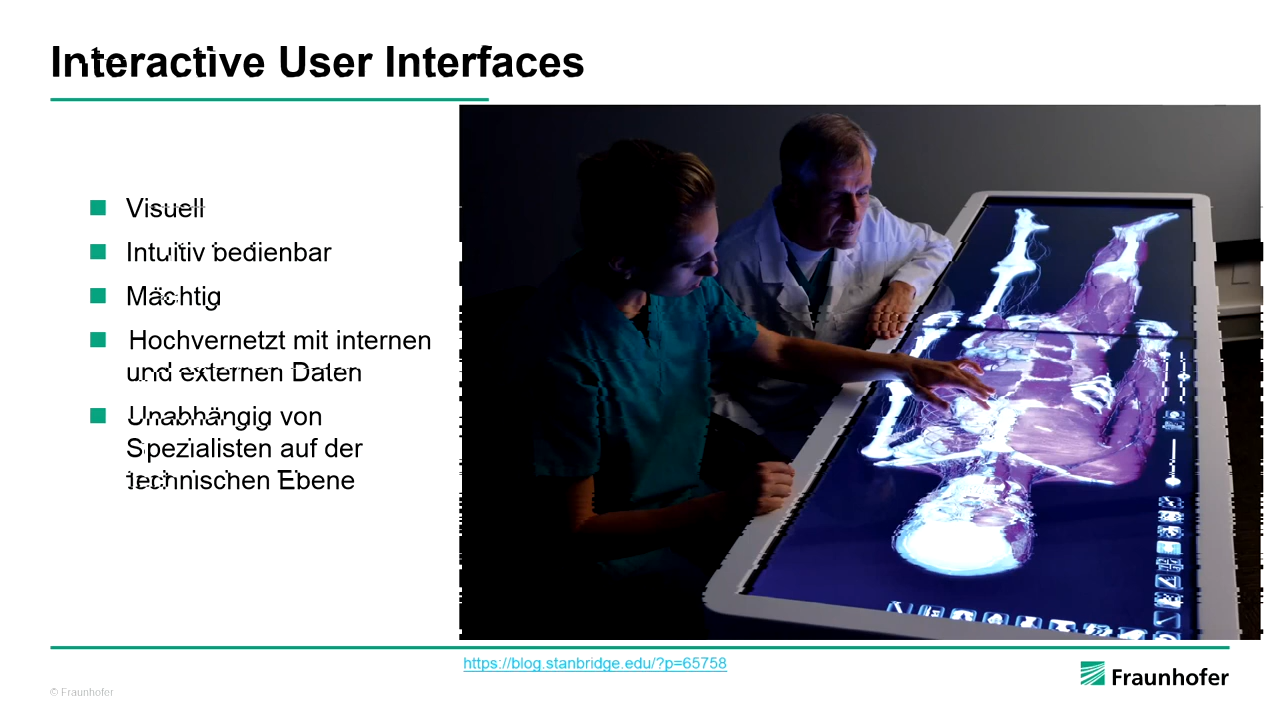 Interactive User Interfaces
Visuell
Intuitiv bedienbar
Mächtig
Hochvernetzt mit internen
und externen Daten
Unabhängig von
Spezialisten auf der
technischen Ebene
https://blog.stanbridge.edu/?p=65758
Fraunhofer
© Fraunhofer